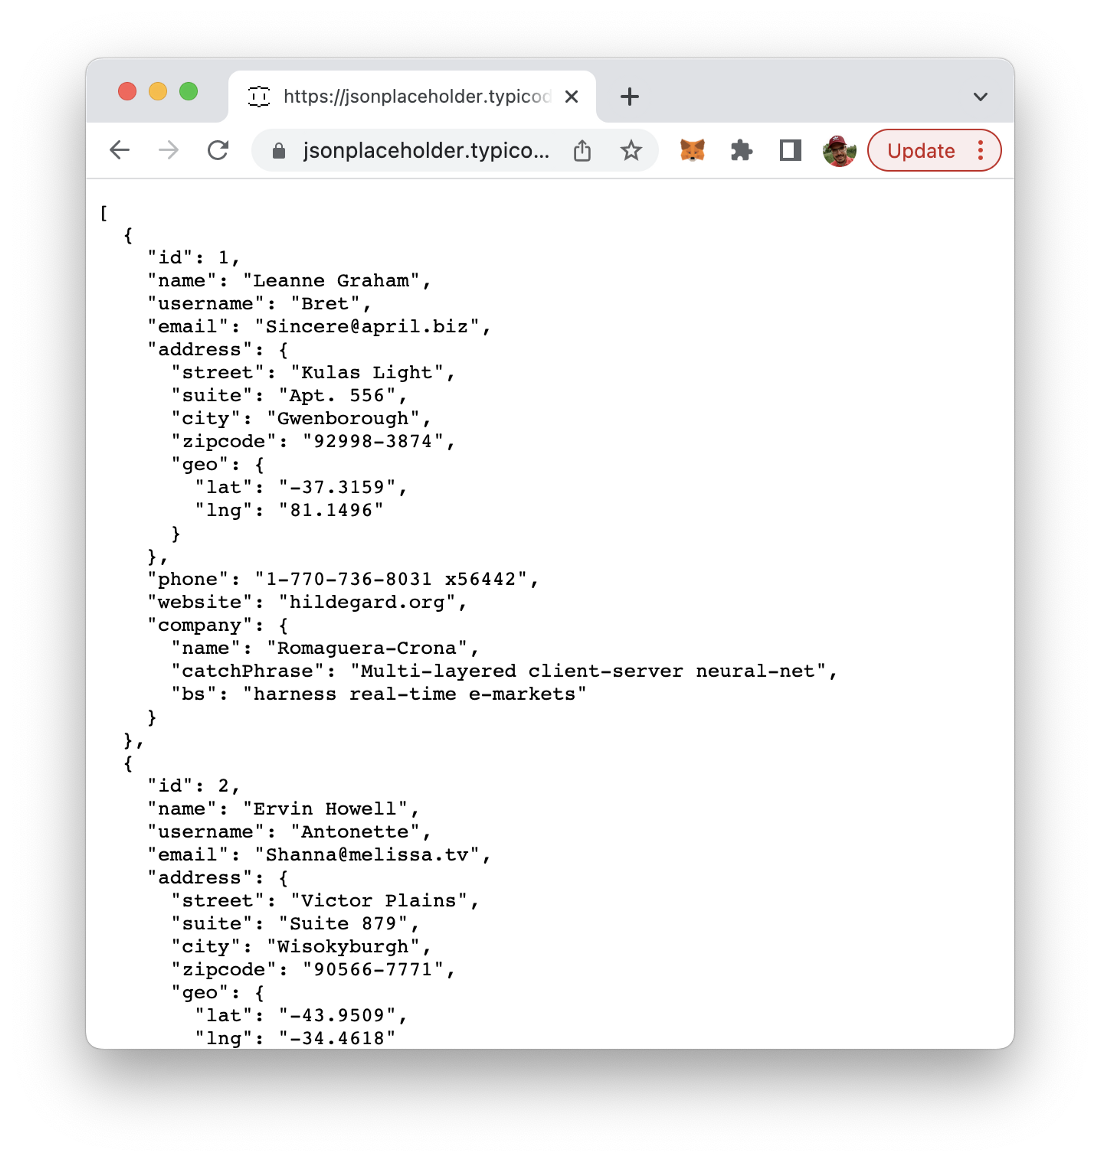 https://jsonplaceholder.typicod
jsonplaceholder.typico...
Update
[
  {
    "id": 1,
    "name": "Leanne Graham",
    "username": "Bret",
    "email": "Sincere@april.biz",
    "address": {
      "street": "Kulas Light",
      "suite": "Apt. 556",
      "city": "Gwenborough",
      "zipcode": "92998-3874",
      "geo": {
        "lat": "-37.3159",
        "lng": "81.1496"
      }
    },
    "phone": "1-770-736-8031 x56442",
    "website": "hildegard.org",
    "company": {
      "name": "Romaguera-Crona",
      "catchPhrase": "Multi-layered client-server neural-net",
      "bs": "harness real-time e-markets"
    }
  },
  {
    "id": 2,
    "name": "Ervin Howell",
    "username": "Antonette",
    "email": "Shanna@melissa.tv",
    "address": {
      "street": "Victor Plains",
      "suite": "Suite 879",
      "city": "Wisokyburgh",
      "zipcode": "90566-7771",
      "geo": {
        "lat": "-43.9509",
        "lng": "-34.4618"